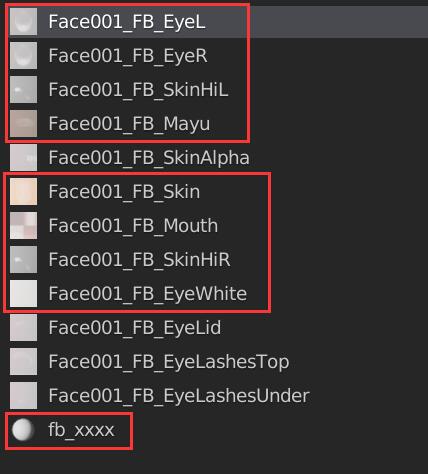 Face001_FB_EyeL
Face001_FB_EyeR
Face001_FB_SkinHiL
Face001_FB_Mayu
Face001_FB_SkinAlpha
Face001_FB_Skin
Face001_FB_Mouth
Face001_FB_SkinHiR
Face001_FB_EyeWhite
Face001_FB_EyeLid
Face001_FB_EyeLashesTop
Face001_FB_EyeLashesUnder
fb_xxxx